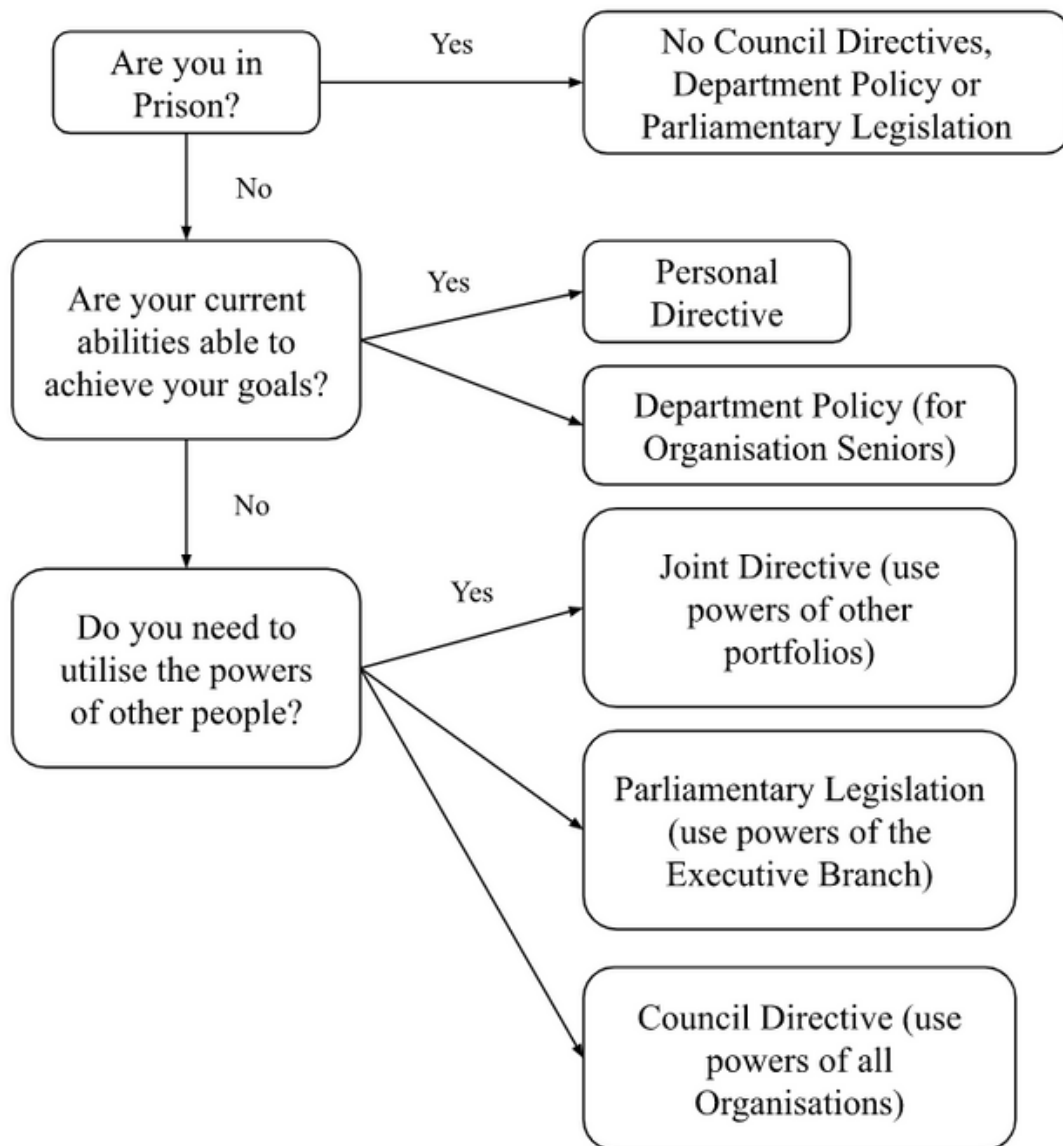 Are you in
Prison?
Yes
No Council Directives,
Department Policy or
Parliamentary Legislation
No
Are your current
abilities able to
achieve your goals?
Yes
Personal
Directive
Department Policy (for
Organisation Seniors)
No
Do you need to
utilise the powers
of other people?
Yes
Joint Directive (use
powers of other
portfolios)
Parliamentary Legislation
(use powers of the
Executive Branch)
Council Directive (use
powers of all
Organisations)